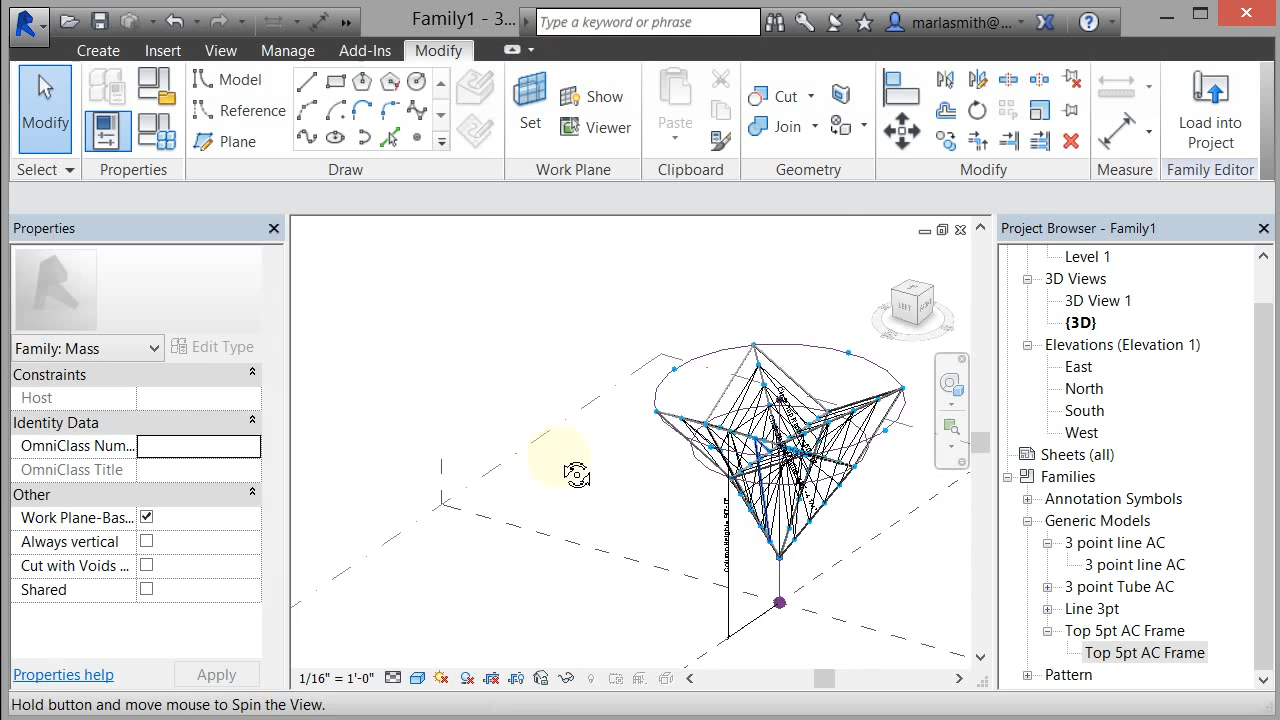 Family1 - 3...
Type a keyword or phrase
marlasmith@...
Create Insert View Manage Add-Ins Modify
Modify
Model
Reference
Plane
Set
Show
Viewer
Paste
Cut
Join
Load into
Project
Select Properties Draw Work Plane Clipboard Geometry Modify Measure Family Editor
Properties
Family: Mass
Edit Type
Constraints
Host
Identity Data
OmniClass Num...
OmniClass Title
Other
Work Plane-Bas...
Always vertical
Cut with Voids ...
Shared
Properties help
Apply
LEFT
1/16" = 1'-0"
Project Browser - Family1
Level 1
3D Views
3D View 1
{3D}
Elevations (Elevation 1)
East
North
South
West
Sheets (all)
Families
Annotation Symbols
Generic Models
3 point line AC
3 point line AC
3 point Tube AC
Line 3pt
Top 5pt AC Frame
Top 5pt AC Frame
Pattern
Hold button and move mouse to Spin the View.